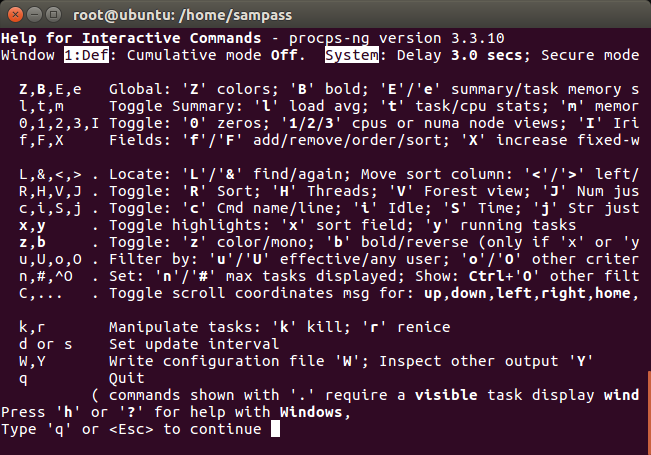 root@ubuntu: /home/sampass
Help for Interactive Commands - procps-ng version 3.3.10
Window 1:Def: Cumulative mode Off.  System: Delay 3.0 secs; Secure mode
  Z,B,E,e   Global: 'Z' colors; 'B' bold; 'E'/'e' summary/task memory s
  l,t,m     Toggle Summary: 'l' load avg; 't' task/cpu stats; 'm' memor
  0,1,2,3,I Toggle: '0' zeros; '1/2/3' cpus or numa node views; 'I' Iri
  f,F,X     Fields: 'f'/'F' add/remove/order/sort; 'X' increase fixed-w
  L,&,<,> . Locate: 'L'/'&' find/again; Move sort column: '<'/'>' left/
  R,H,V,J . Toggle: 'R' Sort; 'H' Threads; 'V' Forest view; 'J' Num jus
  c,i,S,j . Toggle: 'c' Cmd name/line; 'i' Idle; 'S' Time; 'j' Str just
  x,y     . Toggle highlights: 'x' sort field; 'y' running tasks
  z,b     . Toggle: 'z' color/mono; 'b' bold/reverse (only if 'x' or 'y
  u,U,o,O . Filter by: 'u'/'U' effective/any user; 'o'/'O' other criter
  n,#,^O  . Set: 'n'/'#' max tasks displayed; Show: Ctrl+'O' other filt
  C,...   . Toggle scroll coordinates msg for: up,down,left,right,home,
  k,r       Manipulate tasks: 'k' kill; 'r' renice
  d or s    Set update interval
  W,Y       Write configuration file 'W'; Inspect other output 'Y'
  q         Quit
          ( commands shown with '.' require a visible task display wind
Press 'h' or '?' for help with Windows,
Type 'q' or <Esc> to continue